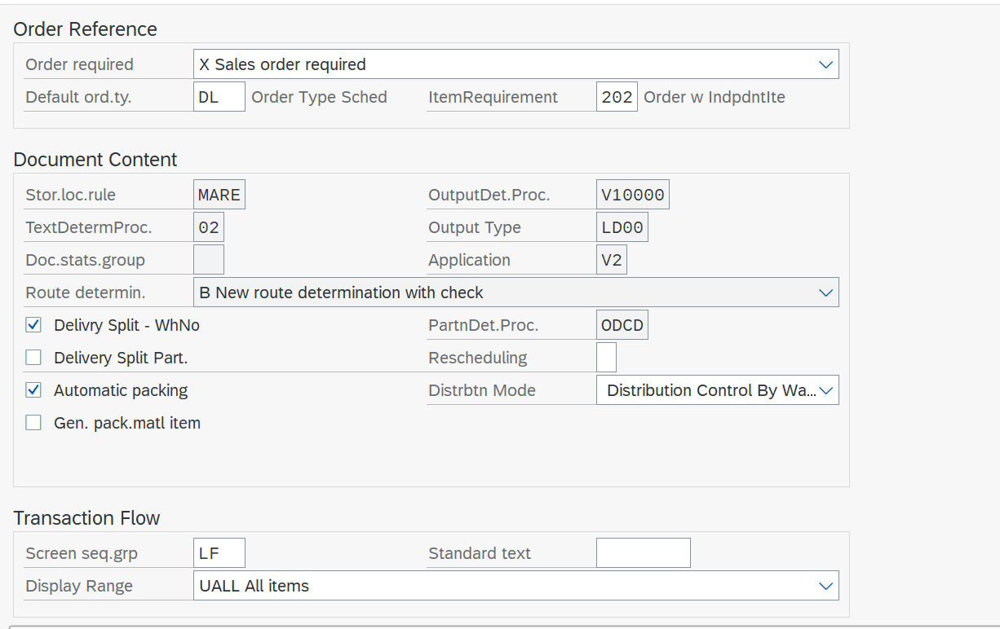 Order Reference
Order required X Sales order required
Default ord.ty. DL Order Type Sched ItemRequirement 202 Order w IndpdntIte
Document Content
Stor.loc.rule MARE OutputDet.Proc. V10000
TextDetermProc. 02 Output Type LD00
Doc.stats.group Application V2
Route determin. B New route determination with check
Delivry Split - WhNo PartnDet.Proc. ODCD
Delivery Split Part. Rescheduling
Automatic packing Distrbtn Mode Distribution Control By Wa...
Gen. pack.matl item
Transaction Flow
Screen seq.grp LF Standard text
Display Range UALL All items